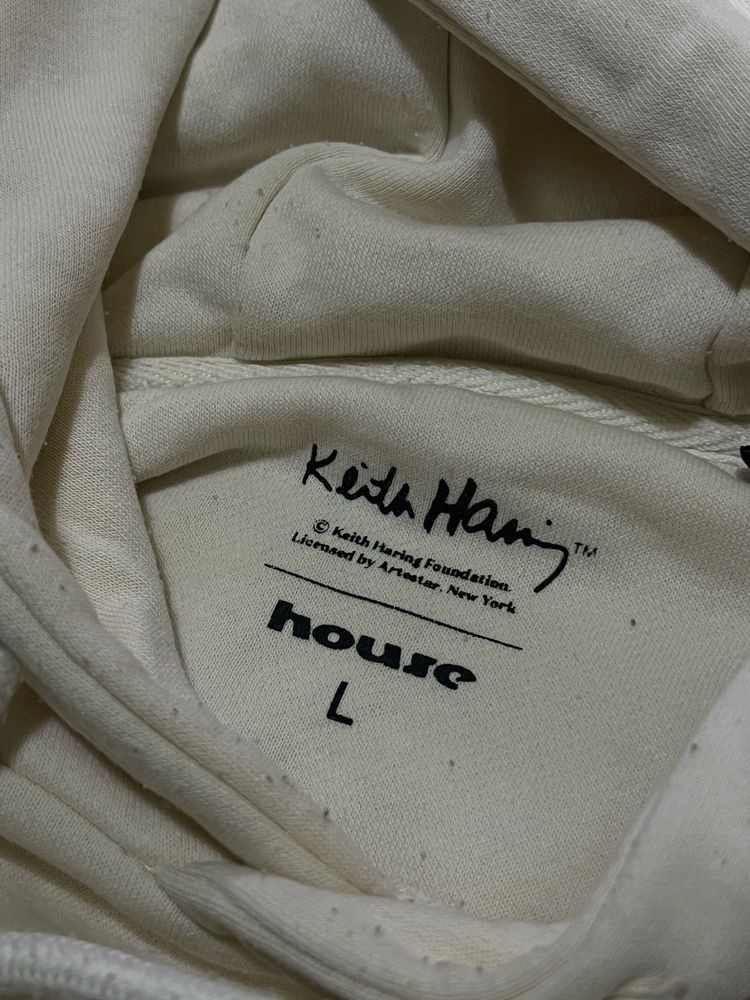 Keith Haring™
© Keith Haring Foundation.
Licensed by Artestar, New York
house
L